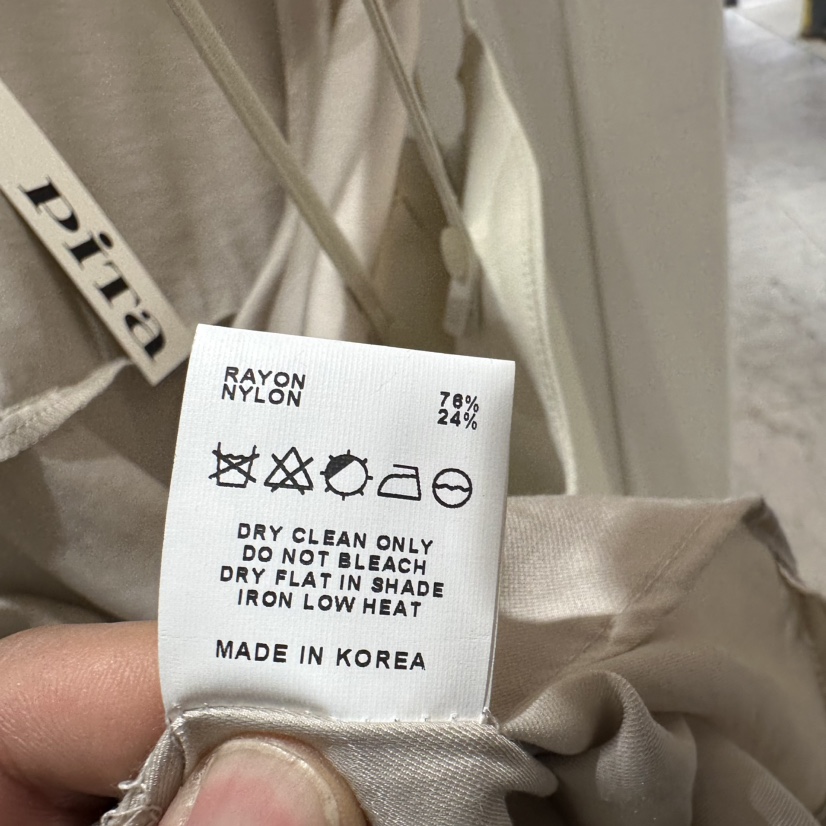 PiTa
RAYON 76%
NYLON 24%
DRY CLEAN ONLY
DO NOT BLEACH
DRY FLAT IN SHADE
IRON LOW HEAT
MADE IN KOREA